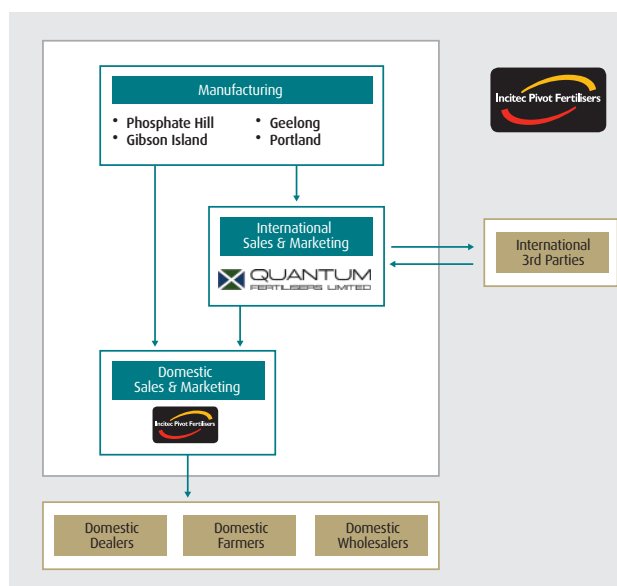 Manufacturing
• Phosphate Hill
• Gibson Island
• Geelong
• Portland
Incitec Pivot Fertilisers
International
Sales & Marketing
QUANTUM
FERTILISERS LIMITED
International
3rd Parties
Domestic
Sales & Marketing
Incitec Pivot Fertilisers
Domestic
Dealers
Domestic
Farmers
Domestic
Wholesalers